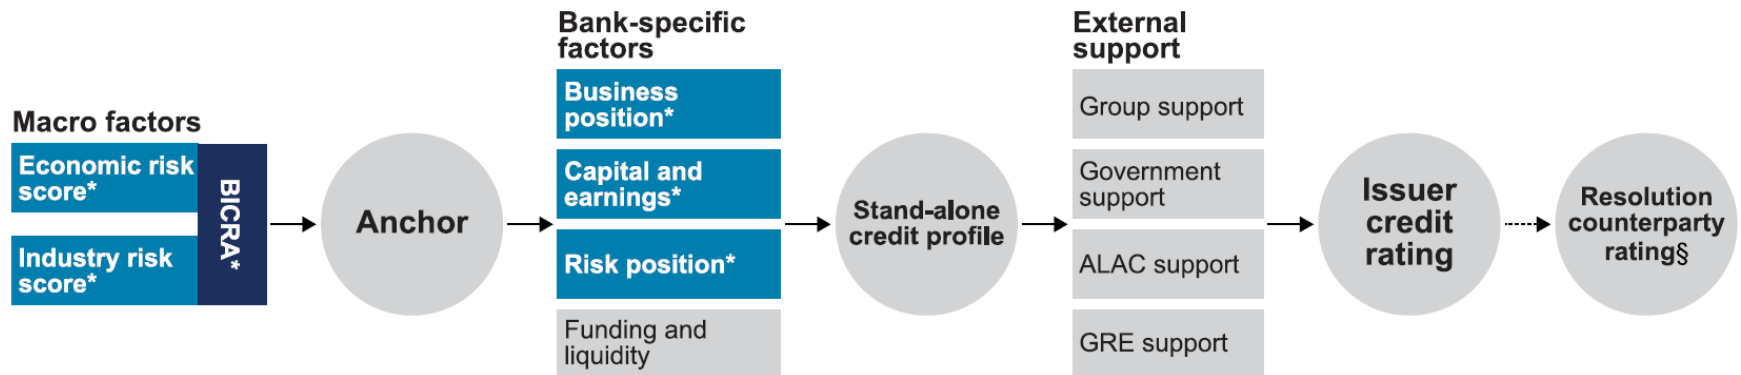 Macro factors
Economic risk
score*
Industry risk
score*
BICRA*
Anchor
Bank-specific
factors
Business
position*
Capital and
earnings*
Risk position*
Funding and
liquidity
Stand-alone
credit profile
External
support
Group support
Government
support
ALAC support
GRE support
Issuer
credit
rating
Resolution
counterparty
rating§